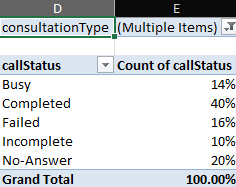 D E
consultationType (Multiple Items)
callStatus Count of callStatus
Busy 14%
Completed 40%
Failed 16%
Incomplete 10%
No-Answer 20%
Grand Total 100.00%